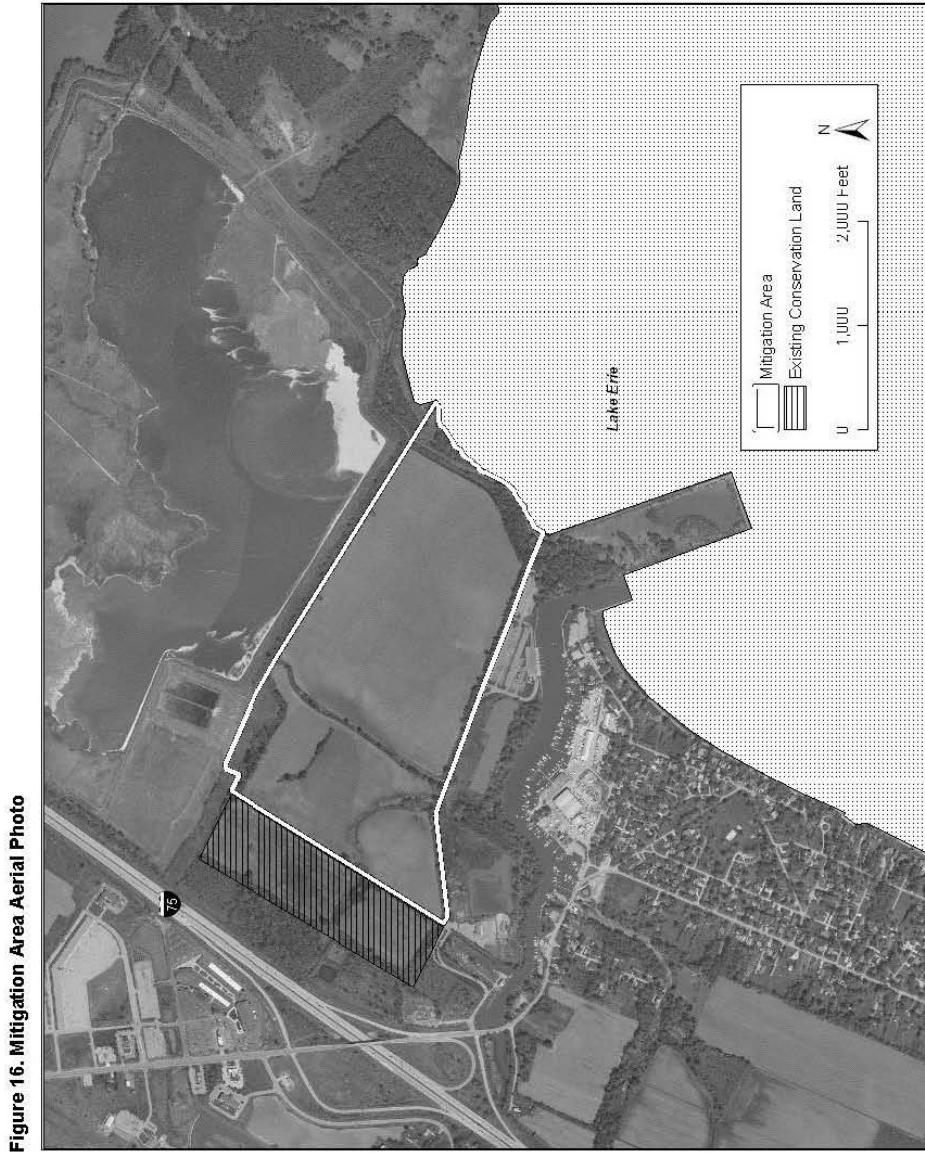 Figure 16. Mitigation Area Aerial Photo
75
Lake Erie
Mitigation Area
Existing Conservation Land
0 1,000 2,000 Feet
N